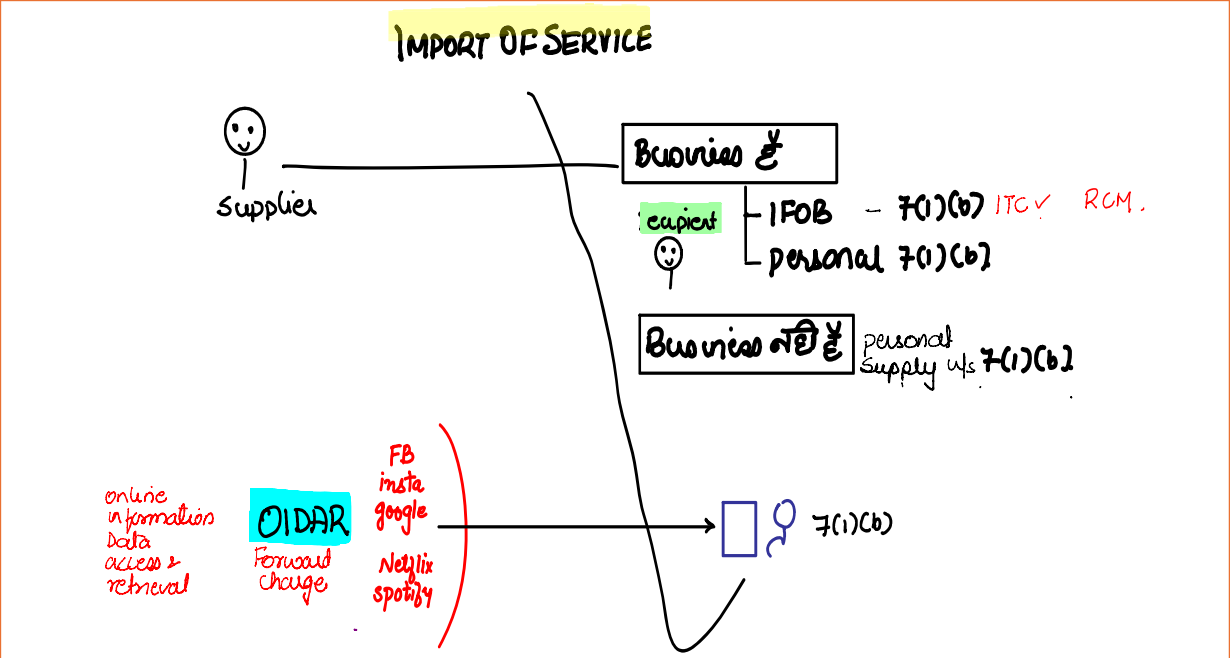 IMPORT OF SERVICE
Supplier
Business है
recipient
IFOB - 7(1)(b) ITC✓ RCM.
personal 7(1)(b)
Business नही है
personal
supply u/s 7(1)(b)
online
information
Data
access &
retrieval
OIDAR
Forward
charge
FB
insta
google
Netflix
spotify
7(1)(b)